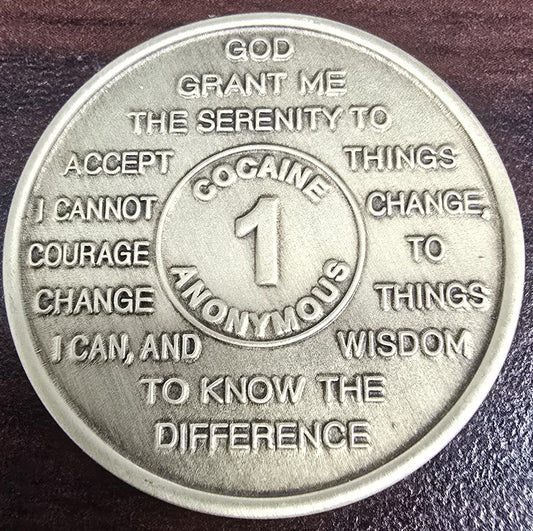 GOD
GRANT ME
THE SERENITY TO
ACCEPT THINGS
I CANNOT CHANGE,
COURAGE TO
CHANGE THINGS
I CAN, AND WISDOM
TO KNOW THE
DIFFERENCE
COCAINE
1
ANONYMOUS